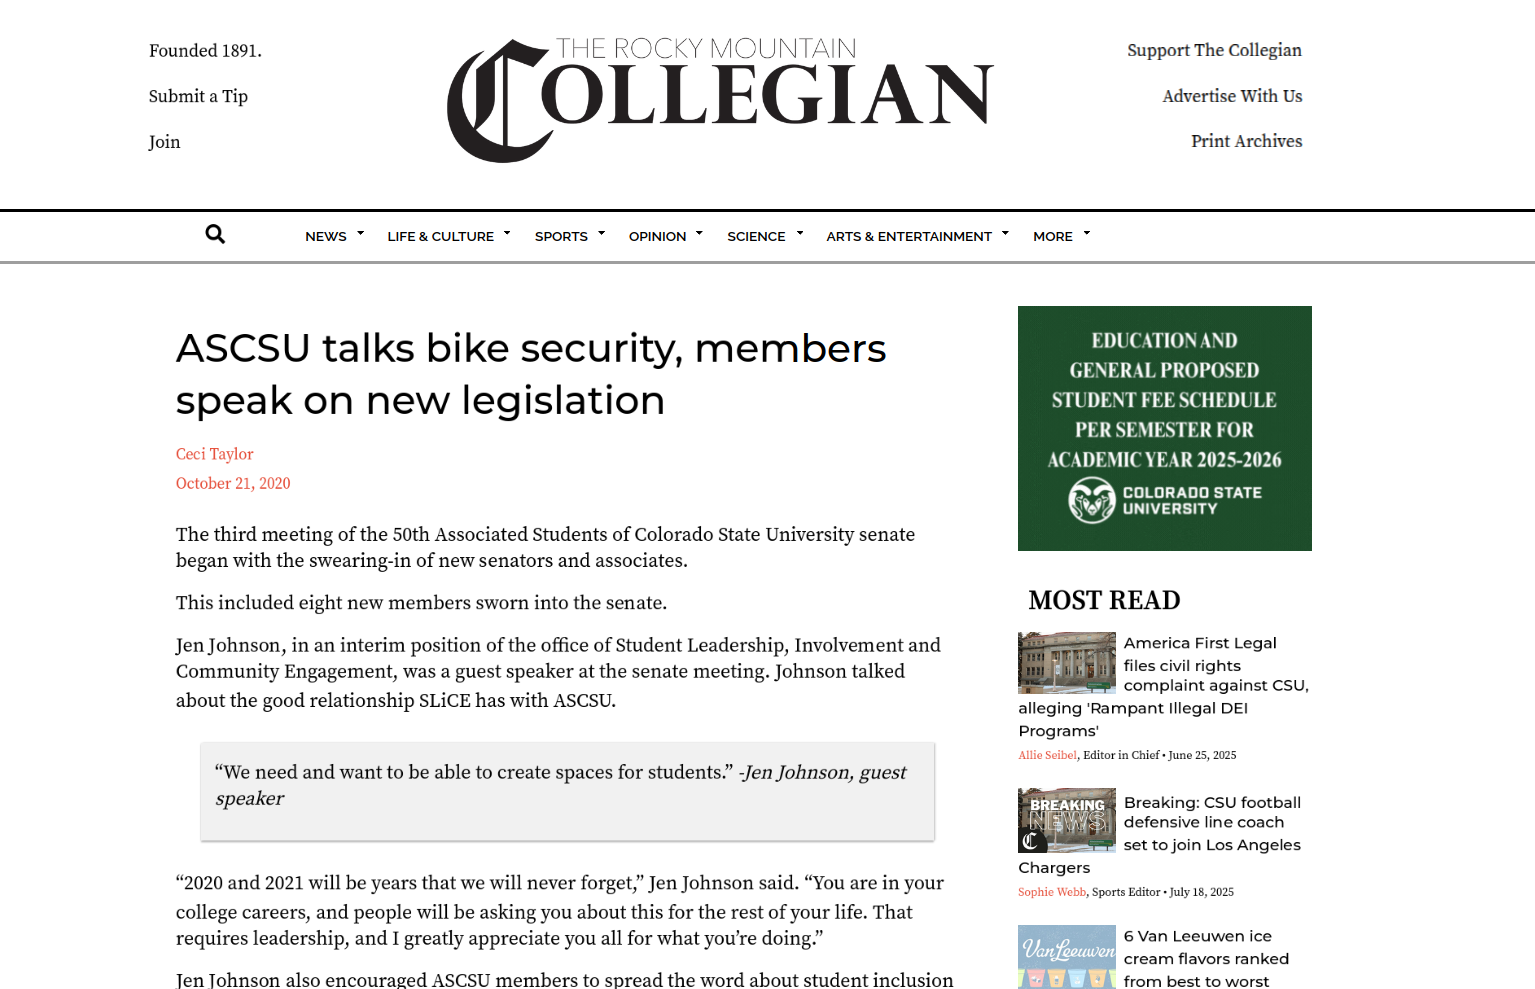 Founded 1891.
Submit a Tip
Join
THE ROCKY MOUNTAIN
COLLEGIAN
Support The Collegian
Advertise With Us
Print Archives
NEWS
LIFE & CULTURE
SPORTS
OPINION
SCIENCE
ARTS & ENTERTAINMENT
MORE
ASCSU talks bike security, members
speak on new legislation
Ceci Taylor
October 21, 2020
The third meeting of the 50th Associated Students of Colorado State University senate
began with the swearing-in of new senators and associates.
This included eight new members sworn into the senate.
Jen Johnson, in an interim position of the office of Student Leadership, Involvement and
Community Engagement, was a guest speaker at the senate meeting. Johnson talked
about the good relationship SLiCE has with ASCSU.
“We need and want to be able to create spaces for students.” -Jen Johnson, guest
speaker
“2020 and 2021 will be years that we will never forget,” Jen Johnson said. “You are in your
college careers, and people will be asking you about this for the rest of your life. That
requires leadership, and I greatly appreciate you all for what you’re doing.”
Jen Johnson also encouraged ASCSU members to spread the word about student inclusion
EDUCATION AND
GENERAL PROPOSED
STUDENT FEE SCHEDULE
PER SEMESTER FOR
ACADEMIC YEAR 2025-2026
COLORADO STATE
UNIVERSITY
MOST READ
America First Legal
files civil rights
complaint against CSU,
alleging 'Rampant Illegal DEI
Programs'
Allie Seibel, Editor in Chief • June 25, 2025
BREAKING
NEWS
C
Breaking: CSU football
defensive line coach
set to join Los Angeles
Chargers
Sophie Webb, Sports Editor • July 18, 2025
Van Leeuwen
6 Van Leeuwen ice
cream flavors ranked
from best to worst